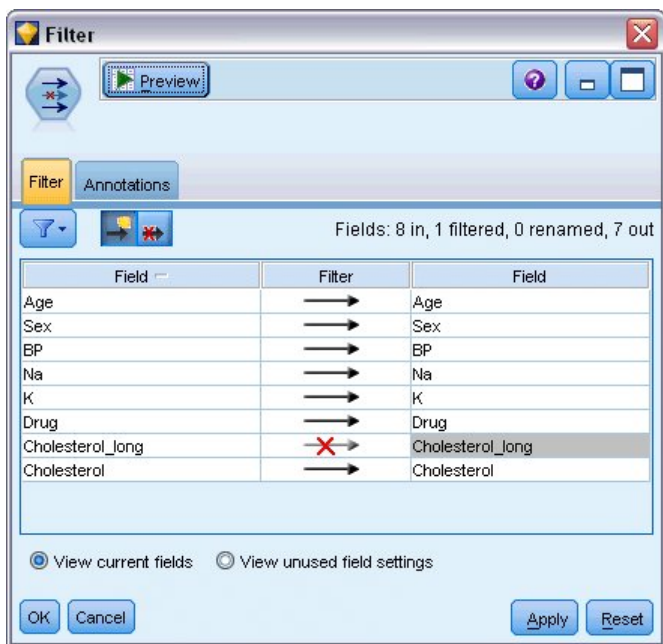 Filter
Preview
Filter Annotations
Fields: 8 in, 1 filtered, 0 renamed, 7 out
Field Filter Field
Age Age
Sex Sex
BP BP
Na Na
K K
Drug Drug
Cholesterol_long Cholesterol_long
Cholesterol Cholesterol
View current fields View unused field settings
OK Cancel Apply Reset